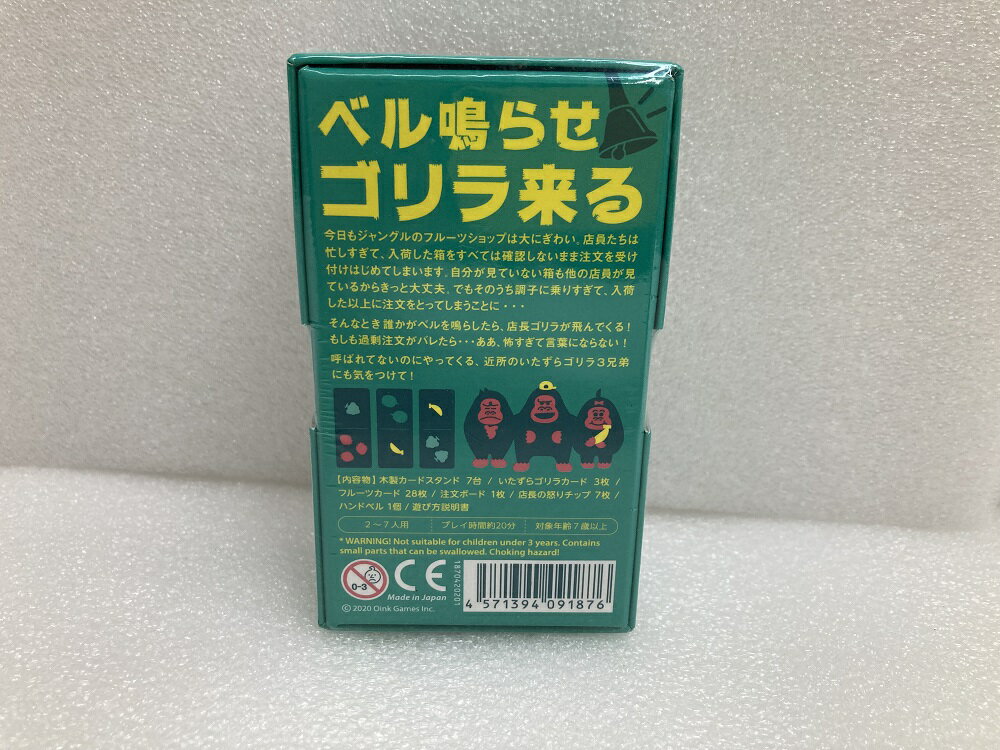 ベル鳴らせ
ゴリラ来る
今日もジャングルのフルーツショップは大にぎわい。店員たちは
忙しすぎて、入荷した箱をすべては確認しないまま注文を受け
付けはじめてしまいます。自分が見ていない箱も他の店員が見
ているからきっと大丈夫。でもそのうち調子に乗りすぎて、入荷
した以上に注文をとってしまうことに・・・
そんなとき誰かがベルを鳴らしたら、店長ゴリラが飛んでくる！
もしも過剰注文がバレたら・・・ああ、怖すぎて言葉にならない！
呼ばれてないのにやってくる、近所のいたずらゴリラ3兄弟
にも気をつけて！
【内容物】木製カードスタンド 7台 / いたずらゴリラカード 3枚 /
フルーツカード 28枚 / 注文ボード 1枚 / 店長の怒りチップ 7枚 /
ハンドベル 1個 / 遊び方説明書
2〜7人用 プレイ時間約20分 対象年齢7歳以上
* WARNING! Not suitable for children under 3 years. Contains
small parts that can be swallowed. Choking hazard!
0-3
CE
Made in Japan
© 2020 Oink Games Inc.
1870420201
4 571394 091876